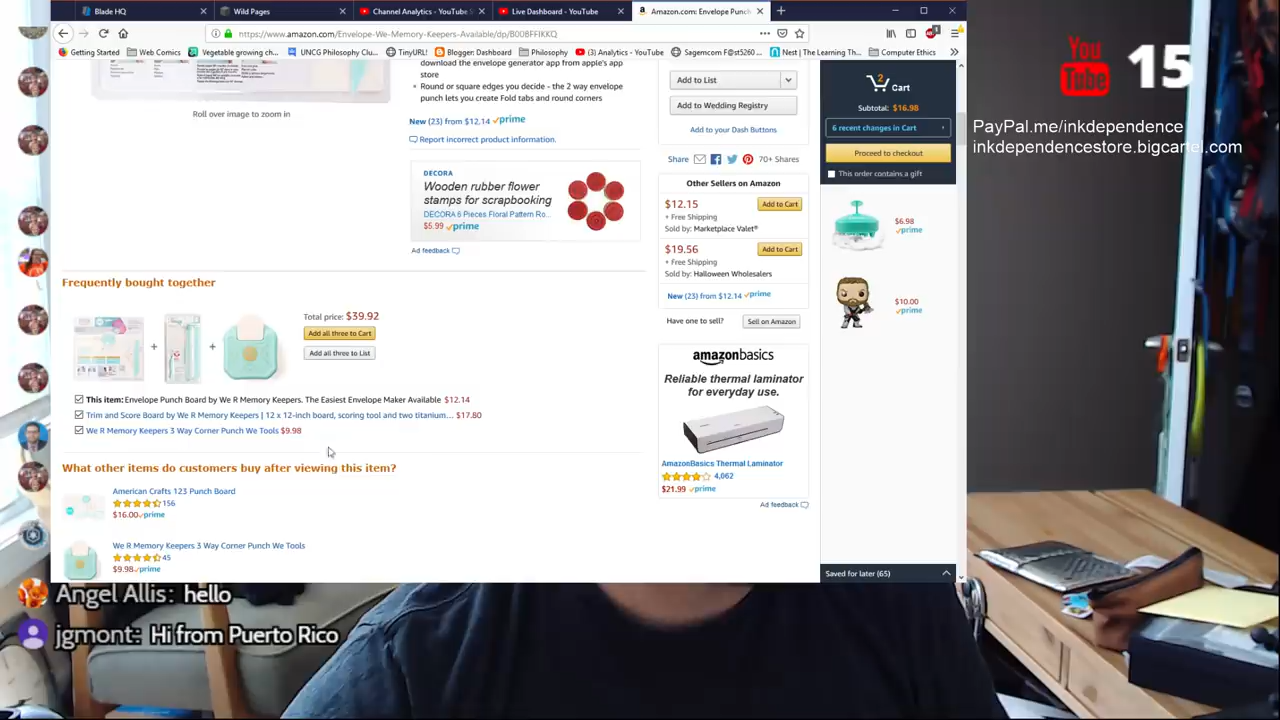 Blade HQ
Wild Pages
Channel Analytics - YouTube S
Live Dashboard - YouTube
Amazon.com: Envelope Punch
https://www.amazon.com/Envelope-We-Memory-Keepers-Available/dp/B00BFFIKKQ
Getting Started
Web Comics
Vegetable growing ch...
UNCG Philosophy Cloc...
TinyURL!
Blogger: Dashboard
Philosophy
(3) Analytics - YouTube
Sagemcom F@st5260 ...
Nest | The Learning Th...
Computer Ethics
You Tube 15
PayPal.me/inkdependence
inkdependencestore.bigcartel.com
download the envelope generator app from apple's app
store
Round or square edges you decide - the 2 way envelope
punch lets you create Fold tabs and round corners
Roll over image to zoom in
New (23) from $12.14 prime
Report incorrect product information.
DECORA
Wooden rubber flower
stamps for scrapbooking
DECORA 6 Pieces Floral Pattern Ro...
$5.99 prime
Ad feedback
Add to List
Add to Wedding Registry
Add to your Dash Buttons
Share
70+ Shares
Other Sellers on Amazon
$12.15
Add to Cart
+ Free Shipping
Sold by: Marketplace Valet®
$19.56
Add to Cart
+ Free Shipping
Sold by: Halloween Wholesalers
New (23) from $12.14 prime
Have one to sell?
Sell on Amazon
amazonbasics
Reliable thermal laminator
for everyday use.
AmazonBasics Thermal Laminator
4,062
$21.99 prime
Ad feedback
2
Cart
Subtotal: $16.98
6 recent changes in Cart
Proceed to checkout
This order contains a gift
$6.98
prime
$10.00
prime
Saved for later (65)
Frequently bought together
Total price: $39.92
Add all three to Cart
Add all three to List
This item: Envelope Punch Board by We R Memory Keepers. The Easiest Envelope Maker Available $12.14
Trim and Score Board by We R Memory Keepers | 12 x 12-inch board, scoring tool and two titanium... $17.80
We R Memory Keepers 3 Way Corner Punch We Tools $9.98
What other items do customers buy after viewing this item?
American Crafts 123 Punch Board
156
$16.00 prime
We R Memory Keepers 3 Way Corner Punch We Tools
45
$9.98 prime
Angel Allis: hello
jgmont: Hi from Puerto Rico